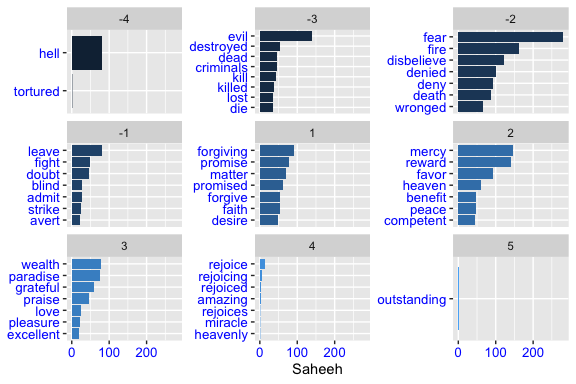 -4
-3
-2
hell
tortured
evil
destroyed
dead
criminals
kill
killed
lost
die
fear
fire
disbelieve
denied
deny
death
wronged
-1
1
2
leave
fight
doubt
blind
admit
strike
avert
forgiving
promise
matter
promised
forgive
faith
desire
mercy
reward
favor
heaven
benefit
peace
competent
3
4
5
wealth
paradise
grateful
praise
love
pleasure
excellent
rejoice
rejoicing
rejoiced
amazing
rejoices
miracle
heavenly
outstanding
0 100 200
0 100 200
0 100 200
Saheeh